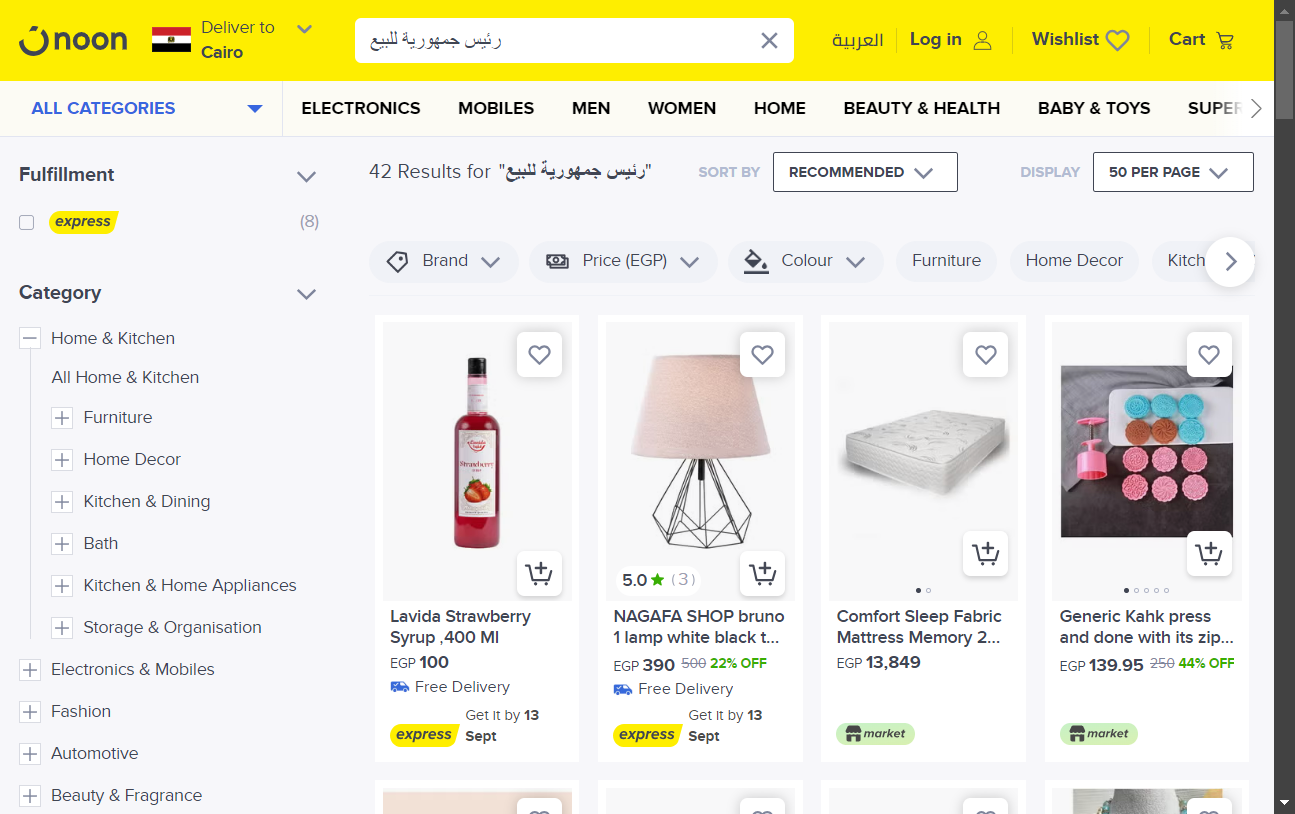 noon
Deliver to
Cairo
رئيس جمهورية للبيع
العربية
Log in
Wishlist
Cart
ALL CATEGORIES
ELECTRONICS
MOBILES
MEN
WOMEN
HOME
BEAUTY & HEALTH
BABY & TOYS
SUPER
Fulfillment
express
(8)
Category
Home & Kitchen
All Home & Kitchen
Furniture
Home Decor
Kitchen & Dining
Bath
Kitchen & Home Appliances
Storage & Organisation
Electronics & Mobiles
Fashion
Automotive
Beauty & Fragrance
42 Results for "رئيس جمهورية للبيع"
SORT BY
RECOMMENDED
DISPLAY
50 PER PAGE
Brand
Price (EGP)
Colour
Furniture
Home Decor
Kitch
Strawberry
Lavida Strawberry
Syrup ,400 Ml
EGP 100
Free Delivery
express
Get it by 13
Sept
5.0 (3)
NAGAFA SHOP bruno
1 lamp white black t...
EGP 390 500 22% OFF
Free Delivery
express
Get it by 13
Sept
Comfort Sleep Fabric
Mattress Memory 2...
EGP 13,849
market
Generic Kahk press
and done with its zip...
EGP 139.95 250 44% OFF
market